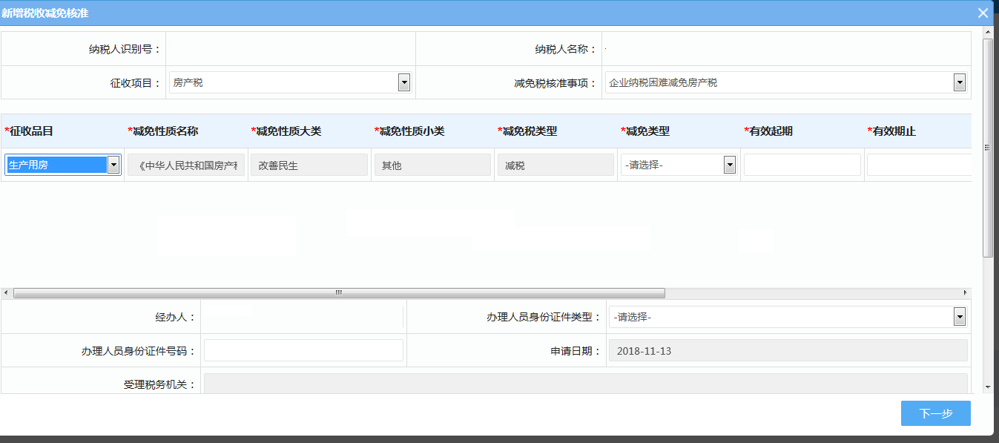 新增税收减免核准
纳税人识别号： 纳税人名称：
征收项目： 房产税 减免税核准事项： 企业纳税困难减免房产税
*征收品目 *减免性质名称 *减免性质大类 *减免性质小类 *减免税类型 *减免类型 *有效起期 *有效期止
生产用房 《中华人民共和国房产 改善民生 其他 减税 -请选择-
经办人： 办理人员身份证件类型： -请选择-
办理人员身份证件号码： 申请日期： 2018-11-13
受理税务机关：
下一步